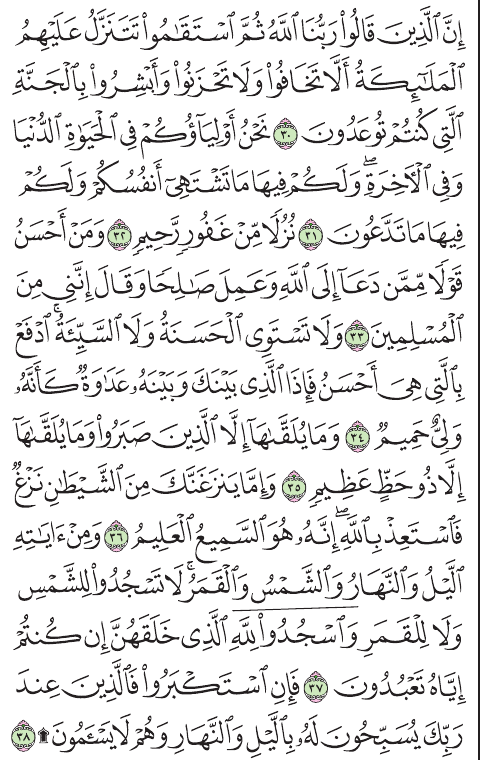 إِنَّ ٱلَّذِينَ قَالُوا۟ رَبُّنَا ٱللَّهُ ثُمَّ ٱسْتَقَٰمُوا۟ تَتَنَزَّلُ عَلَيْهِمُ
ٱلْمَلَٰٓئِكَةُ أَلَّا تَخَافُوا۟ وَلَا تَحْزَنُوا۟ وَأَبْشِرُوا۟ بِٱلْجَنَّةِ
ٱلَّتِى كُنتُمْ تُوعَدُونَ ٣٠ نَحْنُ أَوْلِيَآؤُكُمْ فِى ٱلْحَيَوٰةِ ٱلدُّنْيَا
وَفِى ٱلْءَاخِرَةِ ۖ وَلَكُمْ فِيهَا مَا تَشْتَهِىٓ أَنفُسُكُمْ وَلَكُمْ
فِيهَا مَا تَدَّعُونَ ٣١ نُزُلًا مِّنْ غَفُورٍ رَّحِيمٍ ٣٢ وَمَنْ أَحْسَنُ
قَوْلًا مِّمَّن دَعَآ إِلَى ٱللَّهِ وَعَمِلَ صَٰلِحًا وَقَالَ إِنَّنِى مِنَ
ٱلْمُسْلِمِينَ ٣٣ وَلَا تَسْتَوِى ٱلْحَسَنَةُ وَلَا ٱلسَّيِّئَةُ ۚ ٱدْفَعْ
بِٱلَّتِى هِىَ أَحْسَنُ فَإِذَا ٱلَّذِى بَيْنَكَ وَبَيْنَهُۥ عَدَٰوَةٌ كَأَنَّهُۥ
وَلِىٌّ حَمِيمٌ ٣٤ وَمَا يُلَقَّىٰهَآ إِلَّا ٱلَّذِينَ صَبَرُوا۟ وَمَا يُلَقَّىٰهَآ
إِلَّا ذُو حَظٍّ عَظِيمٍ ٣٥ وَإِمَّا يَنزَغَنَّكَ مِنَ ٱلشَّيْطَٰنِ نَزْغٌ
فَٱسْتَعِذْ بِٱللَّهِ ۖ إِنَّهُۥ هُوَ ٱلسَّمِيعُ ٱلْعَلِيمُ ٣٦ وَمِنْ ءَايَٰتِهِ
ٱلَّيْلُ وَٱلنَّهَارُ وَٱلشَّمْسُ وَٱلْقَمَرُ ۚ لَا تَسْجُدُوا۟ لِلشَّمْسِ
وَلَا لِلْقَمَرِ وَٱسْجُدُوا۟ لِلَّهِ ٱلَّذِى خَلَقَهُنَّ إِن كُنتُمْ
إِيَّاهُ تَعْبُدُونَ ٣٧ فَإِنِ ٱسْتَكْبَرُوا۟ فَٱلَّذِينَ عِندَ
رَبِّكَ يُسَبِّحُونَ لَهُۥ بِٱلَّيْلِ وَٱلنَّهَارِ وَهُمْ لَا يَسْـَٔمُونَ ۩ ٣٨